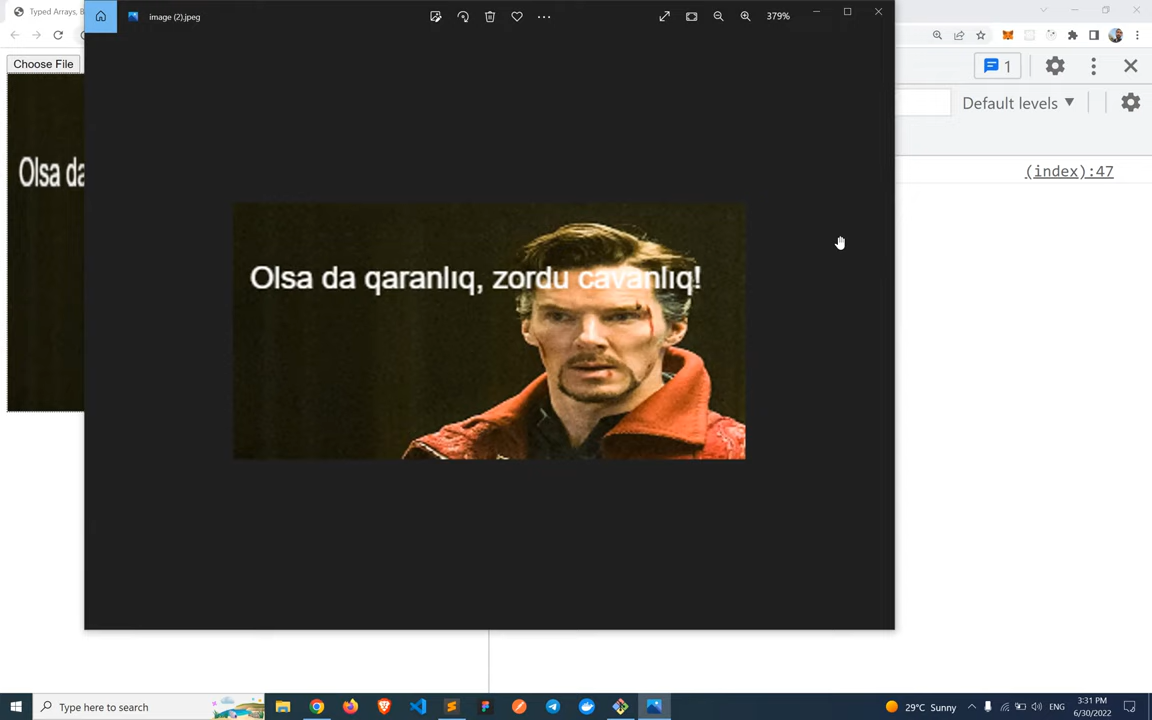 Typed Arrays, B
image (2).jpeg
379%
Choose File
1
Default levels
Olsa da
(index):47
Olsa da qaranlıq, zordu cavanlıq!
Type here to search
29°C Sunny
ENG
3:31 PM
6/30/2022